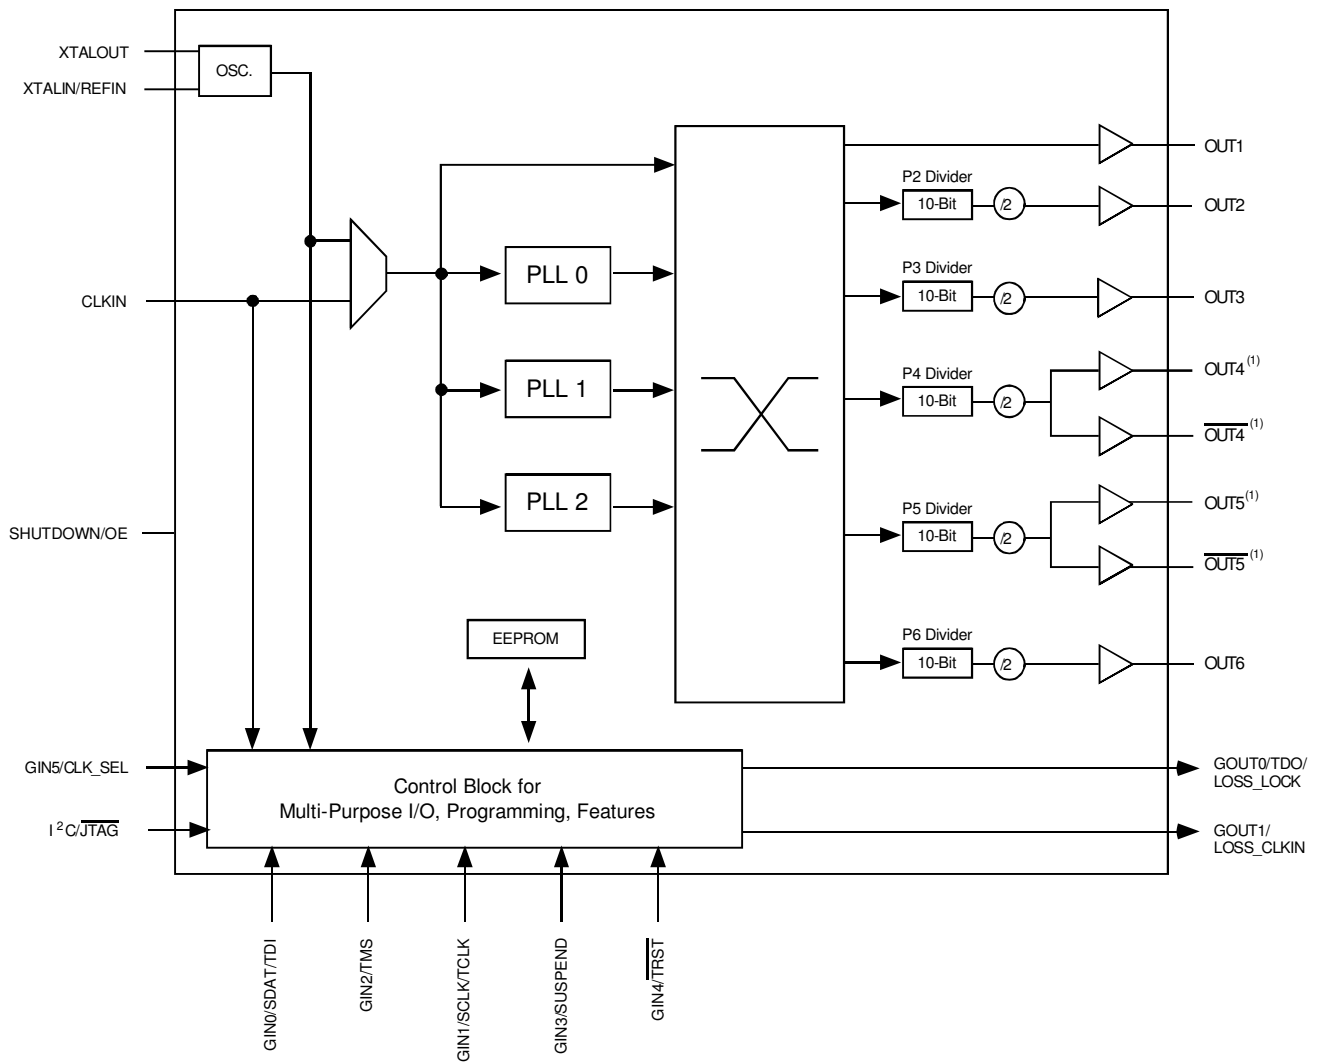 XTALOUT
XTALIN/REFIN
OSC.
CLKIN
SHUTDOWN/OE
PLL 0
PLL 1
PLL 2
EEPROM
P2 Divider
10-Bit
/2
OUT1
OUT2
P3 Divider
10-Bit
/2
OUT3
P4 Divider
10-Bit
/2
OUT4(1)
OUT4(1)
P5 Divider
10-Bit
/2
OUT5(1)
OUT5(1)
P6 Divider
10-Bit
/2
OUT6
GIN5/CLK_SEL
I2C/JTAG
Control Block for
Multi-Purpose I/O, Programming, Features
GOUT0/TDO/
LOSS_LOCK
GOUT1/
LOSS_CLKIN
GIN0/SDAT/TDI
GIN2/TMS
GIN1/SCLK/TCLK
GIN3/SUSPEND
GIN4/TRST